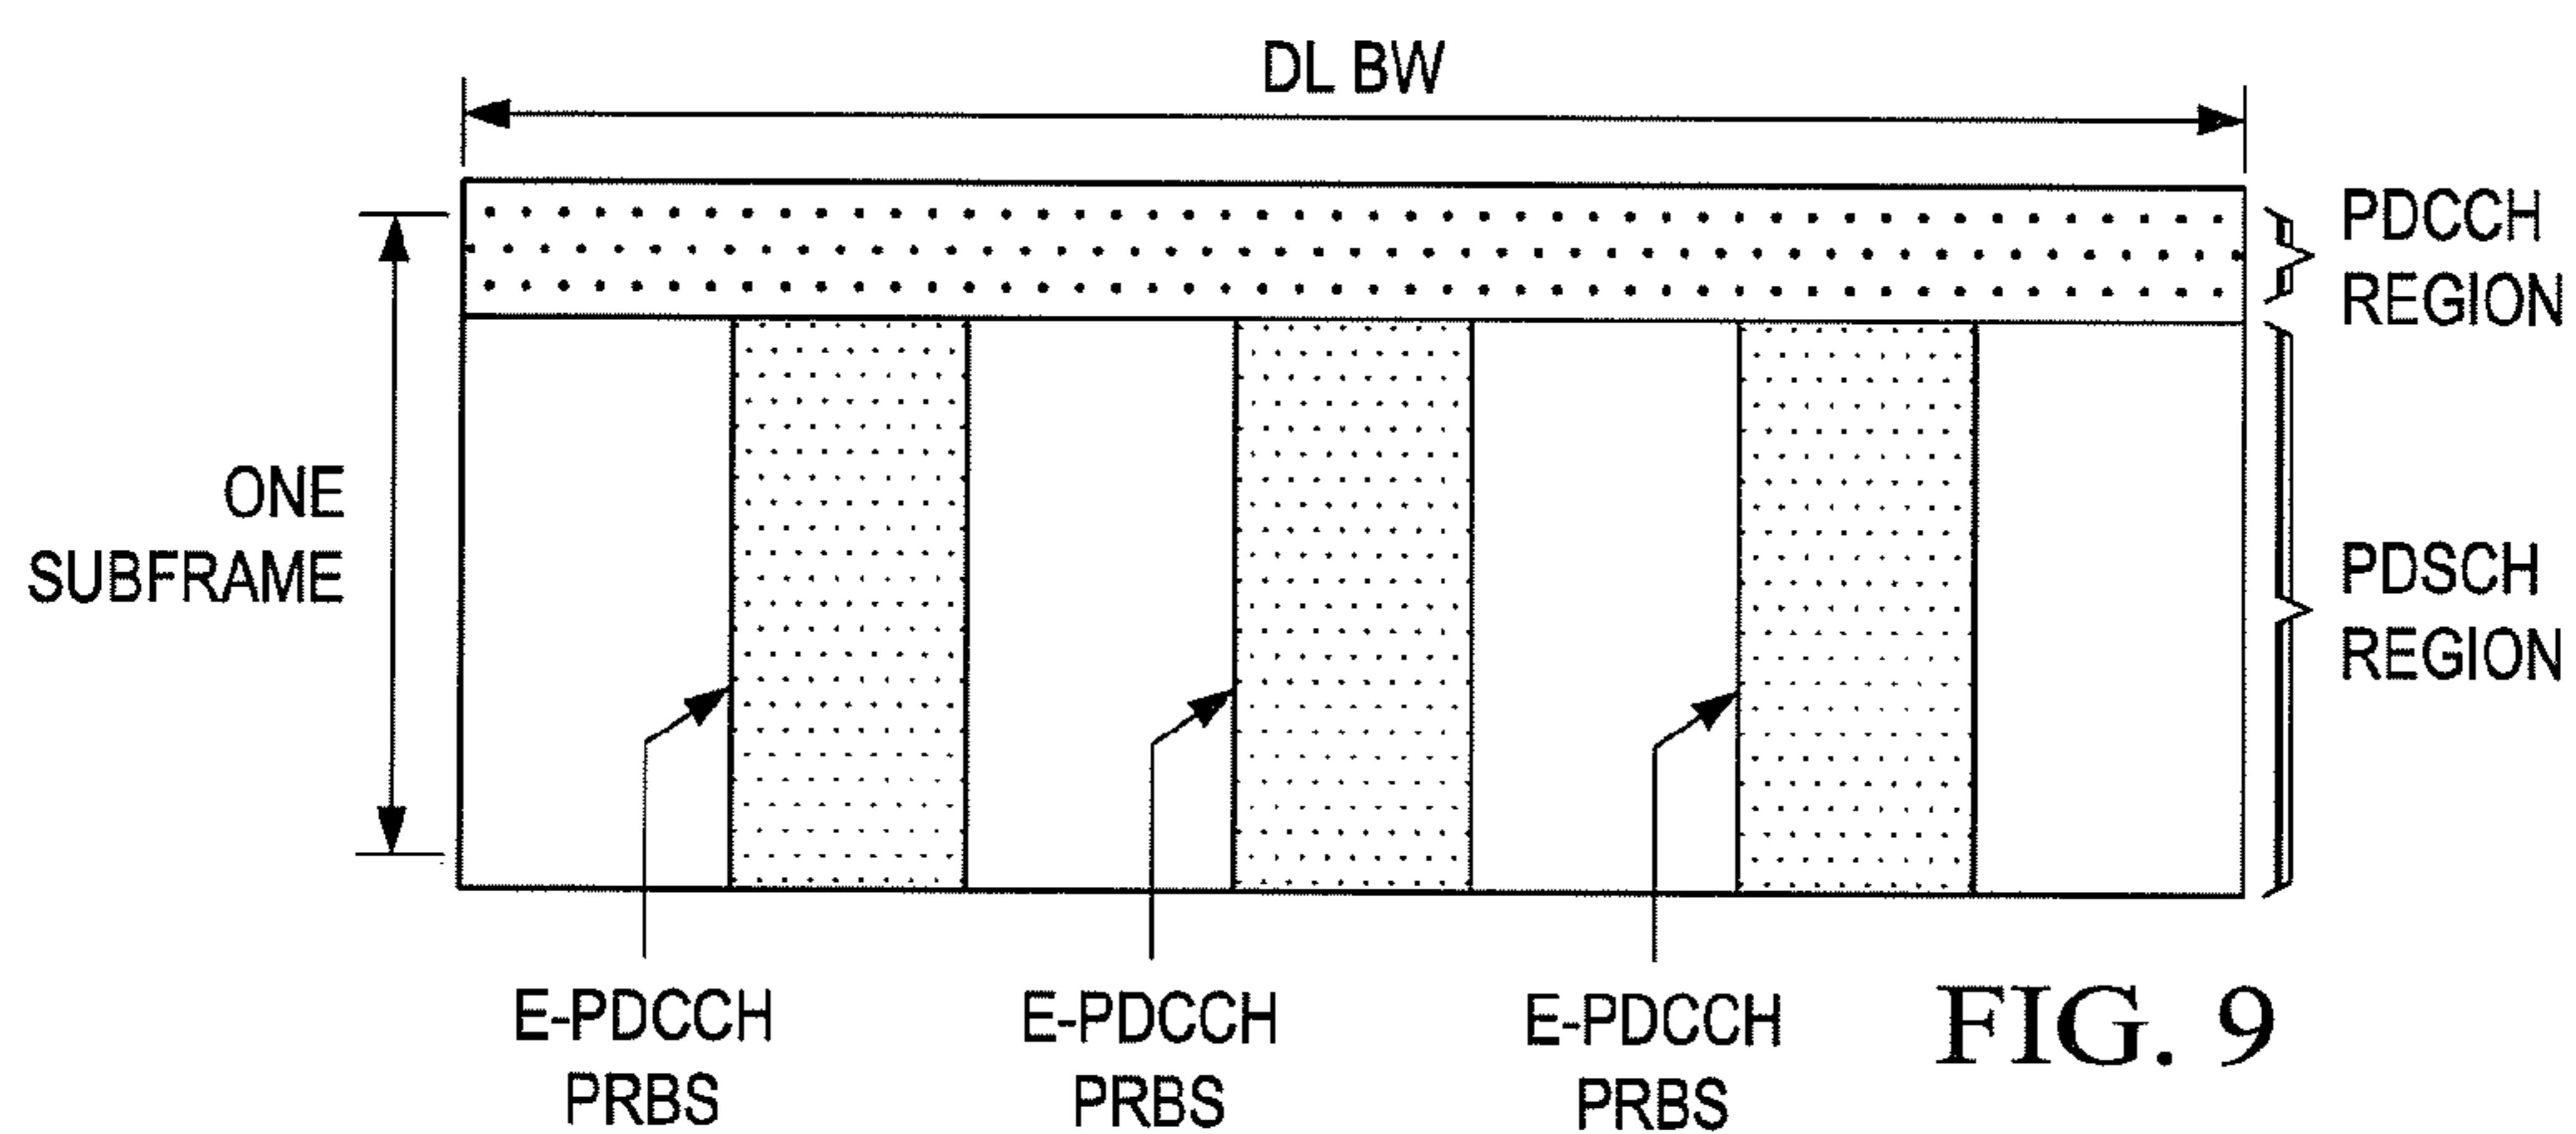 DL BW
PDCCH
REGION
ONE
SUBFRAME
PDSCH
REGION
E-PDCCH
PRBS
E-PDCCH
PRBS
E-PDCCH
PRBS
FIG. 9